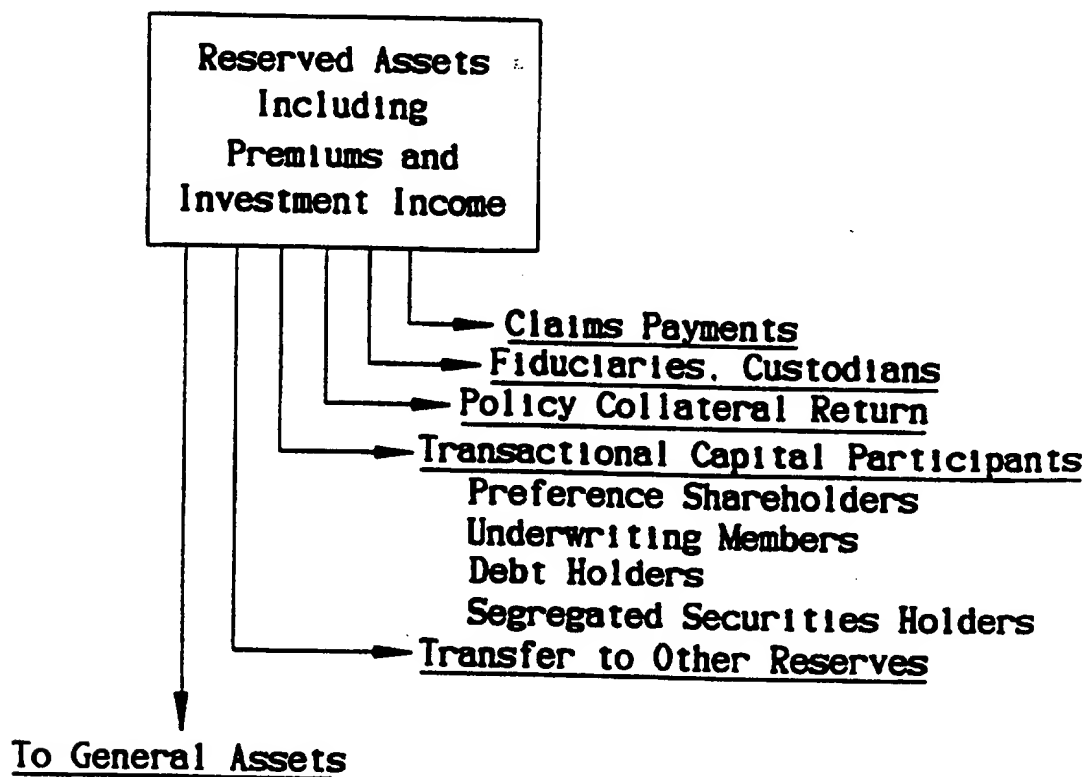 Reserved Assets
Including
Premiums and
Investment Income
Claims Payments
Fiduciaries. Custodians
Policy Collateral Return
Transactional Capital Participants
Preference Shareholders
Underwriting Members
Debt Holders
Segregated Securities Holders
Transfer to Other Reserves
To General Assets